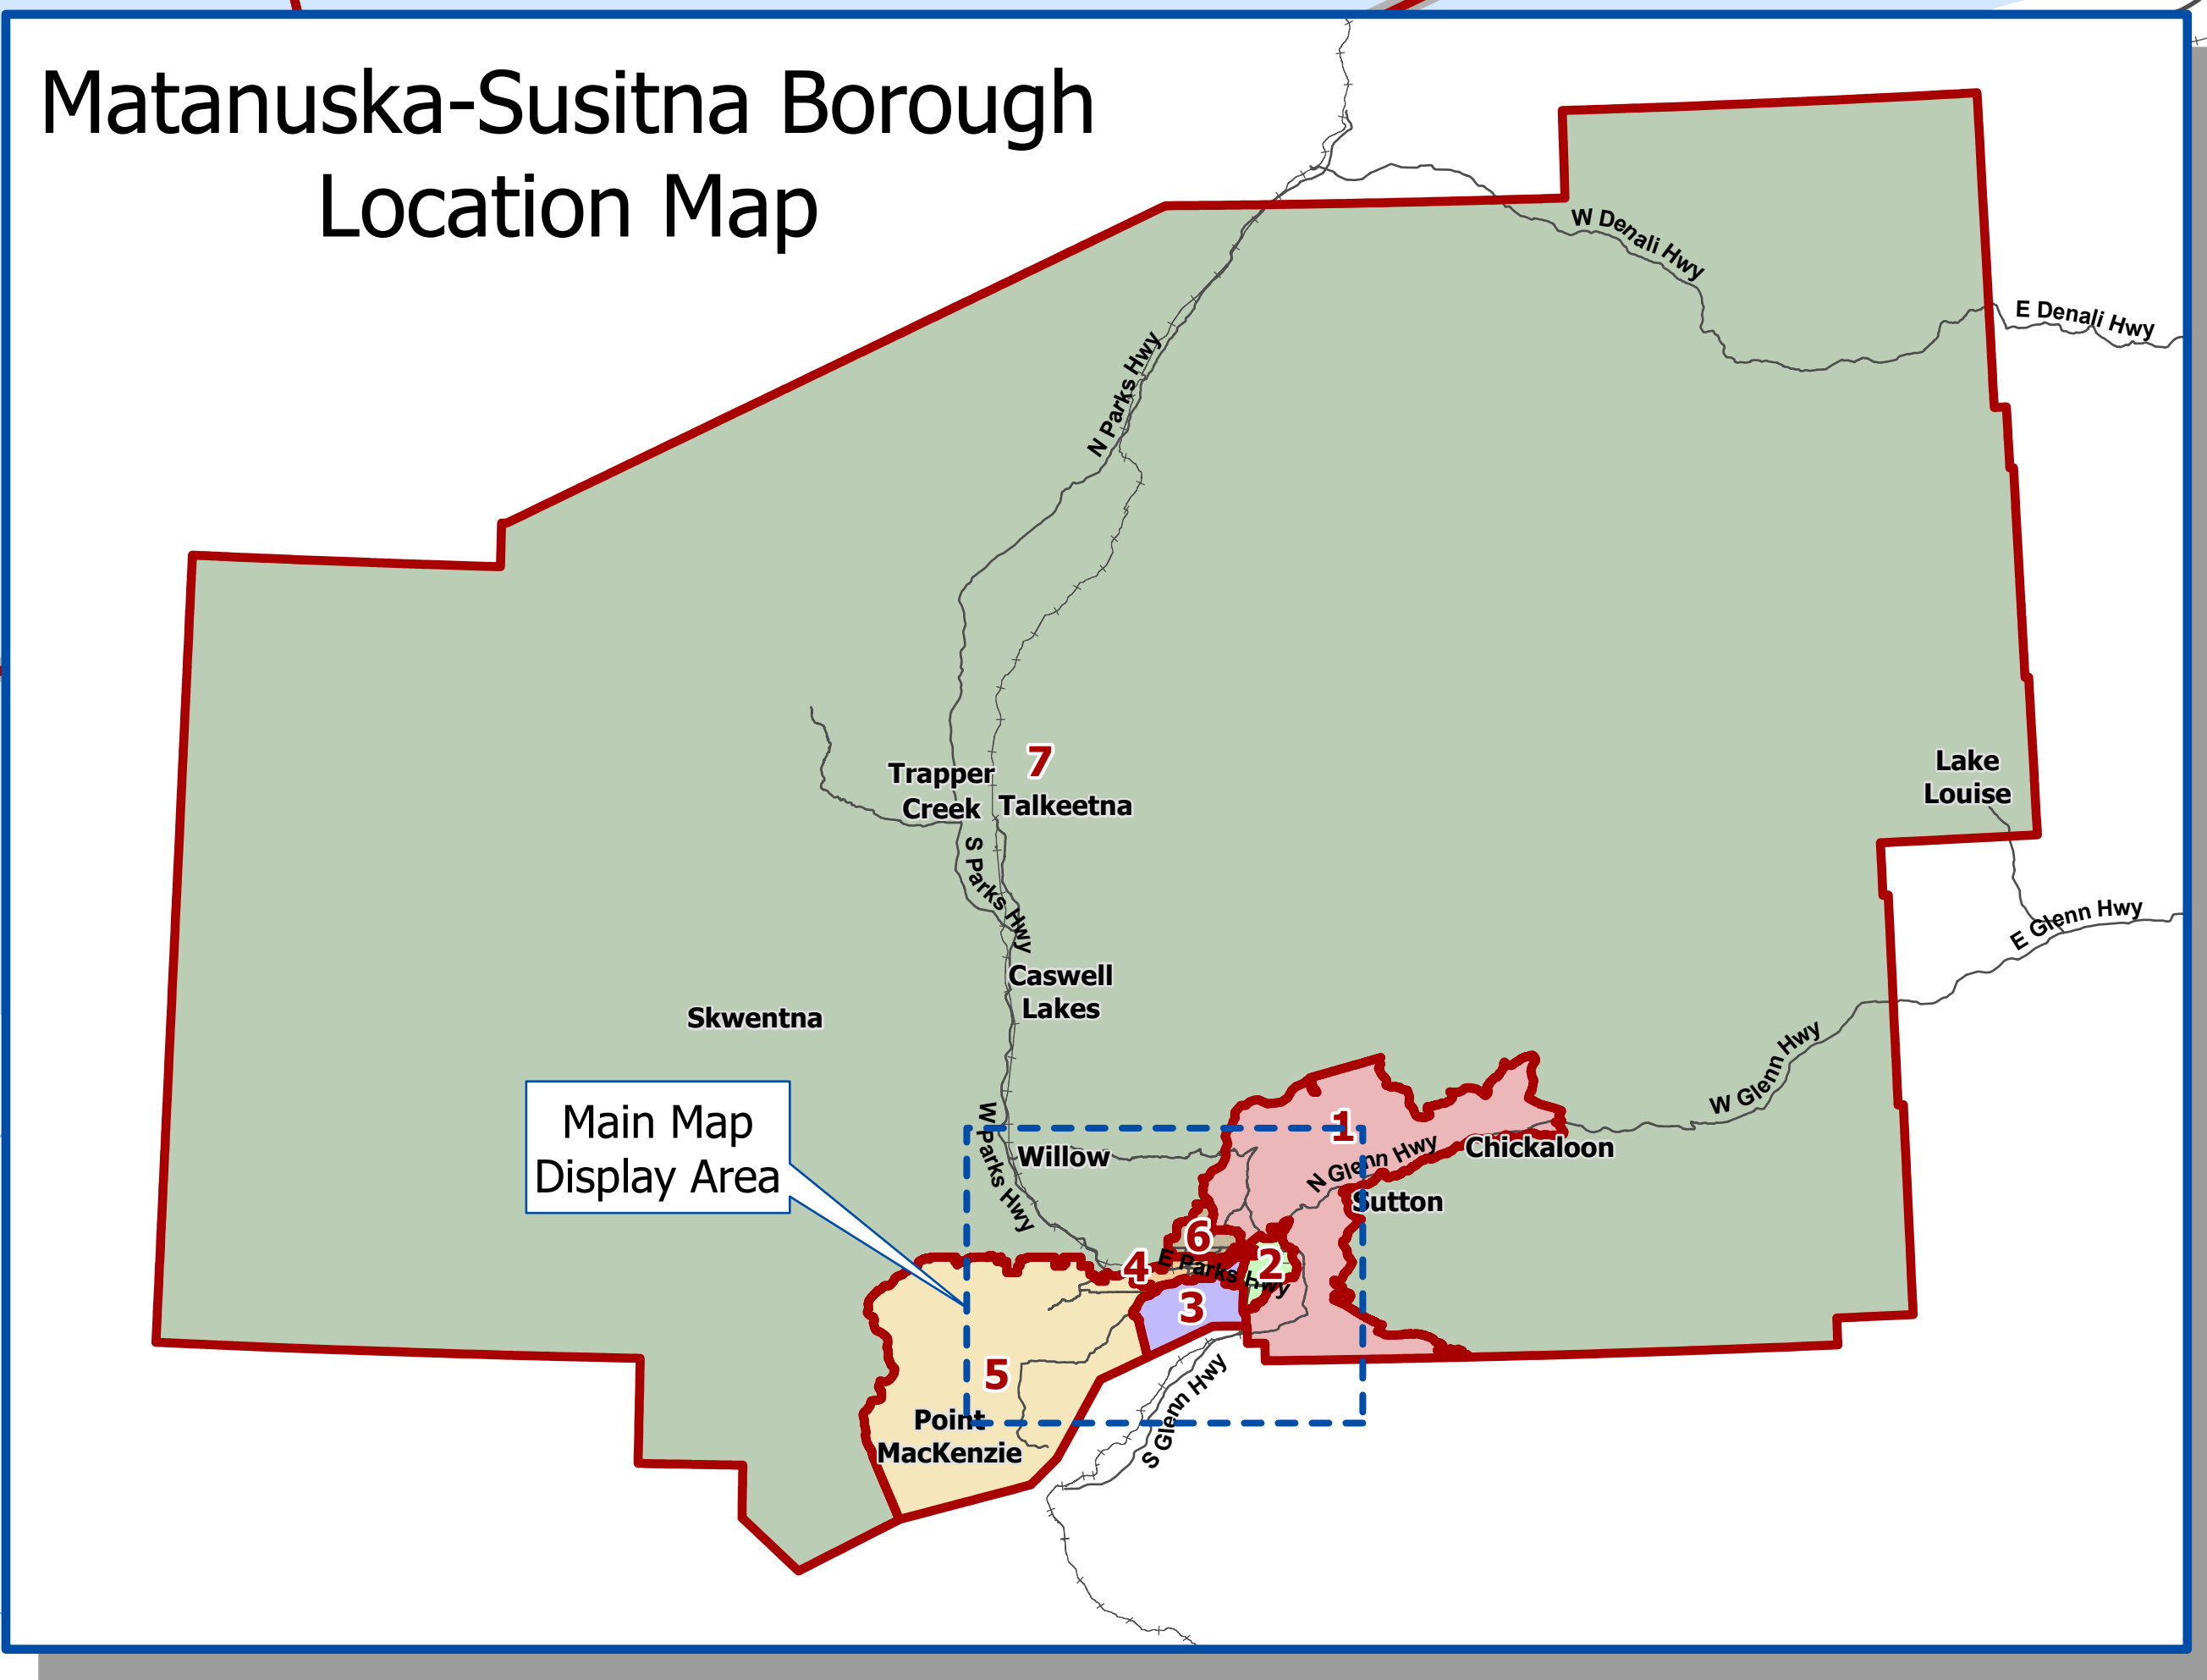 Matanuska-Susitna Borough
Location Map
W Denali Hwy
E Denali Hwy
N Parks Hwy
7
Trapper
Creek
Talkeetna
Lake
Louise
S Parks Hwy
E Glenn Hwy
Caswell
Lakes
Skwentna
W Glenn Hwy
Main Map
Display Area
W Parks Hwy
Willow
1
N Glenn Hwy
Chickaloon
Sutton
6
4
E Parks Hwy
2
3
5
Point
MacKenzie
S Glenn Hwy